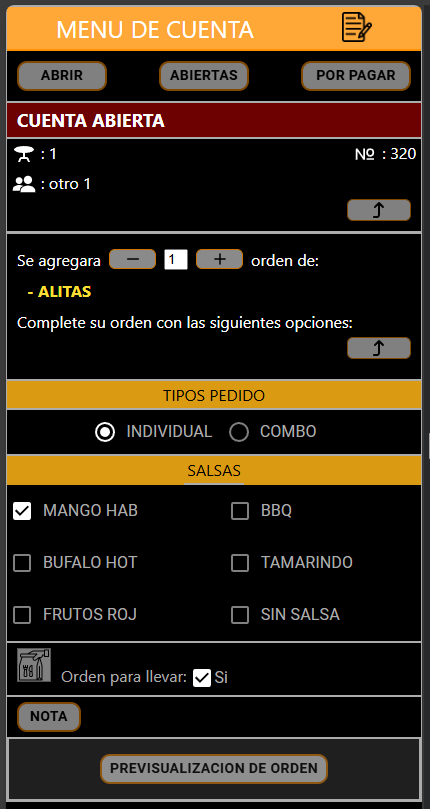 MENU DE CUENTA
ABRIR ABIERTAS POR PAGAR
CUENTA ABIERTA
: 1 Nº : 320
: otro 1
Se agregara 1 orden de:
- ALITAS
Complete su orden con las siguientes opciones:
TIPOS PEDIDO
INDIVIDUAL COMBO
SALSAS
MANGO HAB BBQ
BUFALO HOT TAMARINDO
FRUTOS ROJ SIN SALSA
Orden para llevar: Si
NOTA
PREVISUALIZACION DE ORDEN